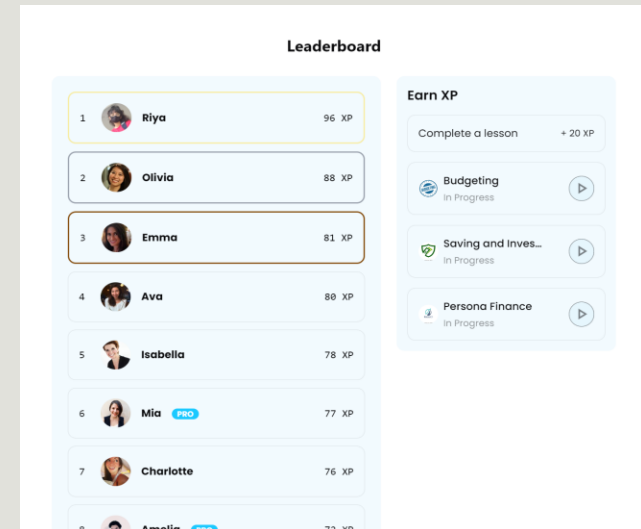 Leaderboard
1 Riya 96 XP
2 Olivia 88 XP
3 Emma 81 XP
4 Ava 80 XP
5 Isabella 78 XP
6 Mia PRO 77 XP
7 Charlotte 76 XP
Amelia XP
Earn XP
Complete a lesson + 20 XP
Budgeting
In Progress
Saving and Inves...
In Progress
Persona Finance
In Progress